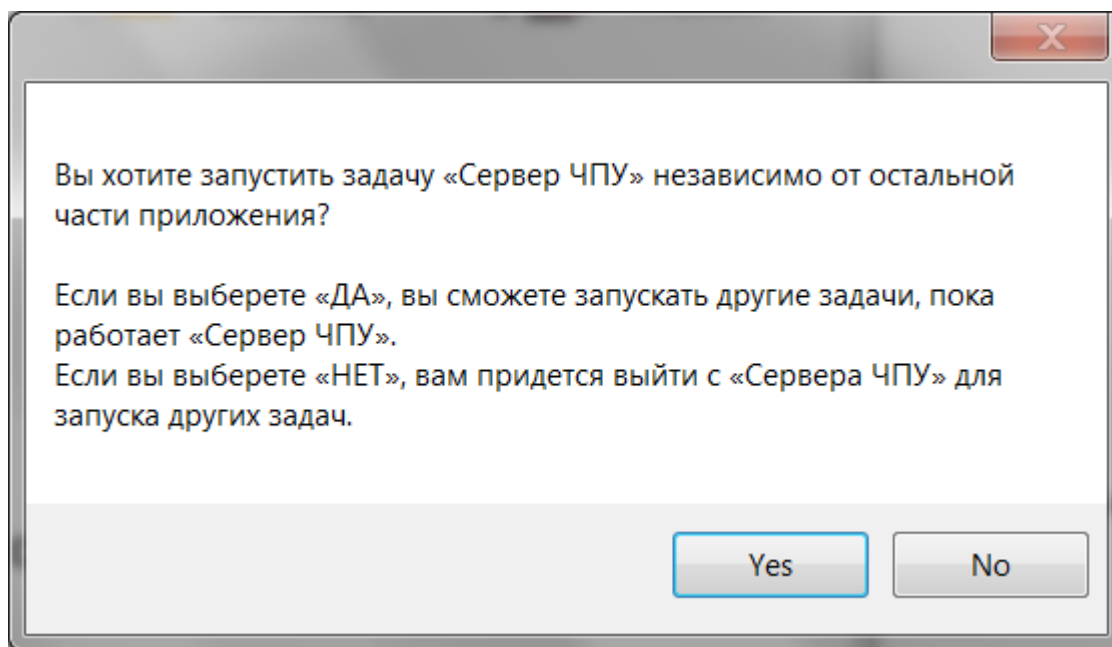 X
Вы хотите запустить задачу «Сервер ЧПУ» независимо от остальной
части приложения?
Если вы выберете «ДА», вы сможете запускать другие задачи, пока
работает «Сервер ЧПУ».
Если вы выберете «НЕТ», вам придется выйти с «Сервера ЧПУ» для
запуска других задач.
Yes
No